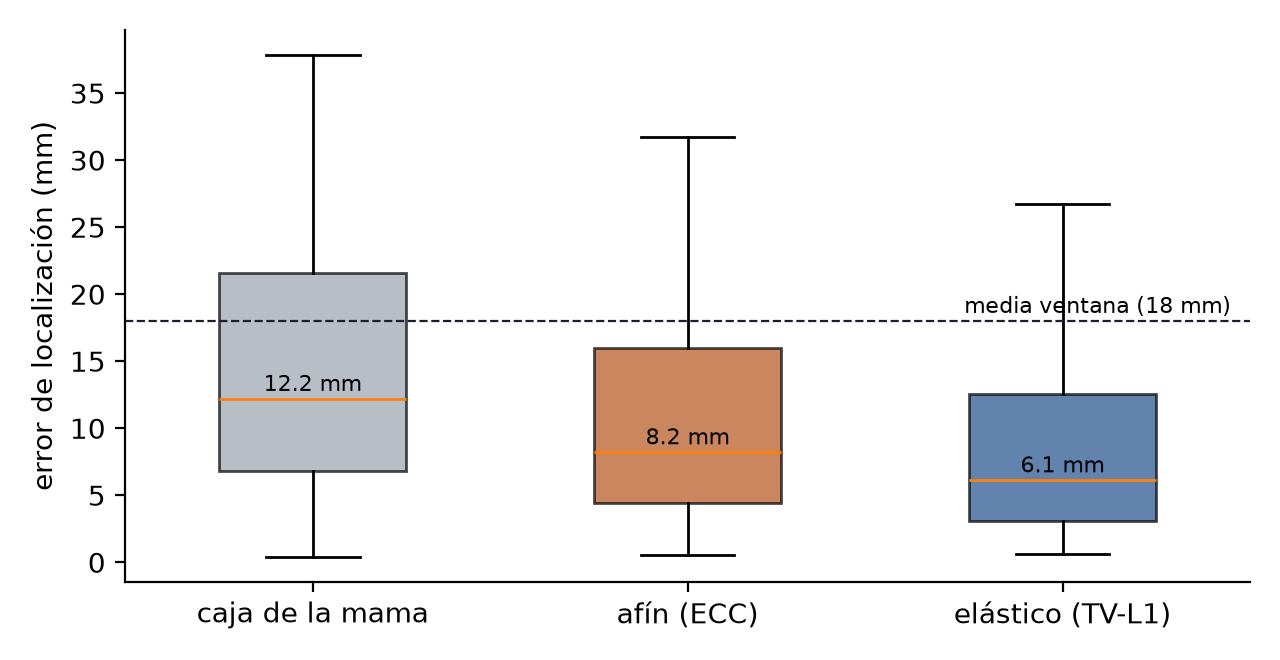 error de localización (mm)
35
30
25
20
15
10
5
0
media ventana (18 mm)
12.2 mm
8.2 mm
6.1 mm
caja de la mama
afín (ECC)
elástico (TV-L1)